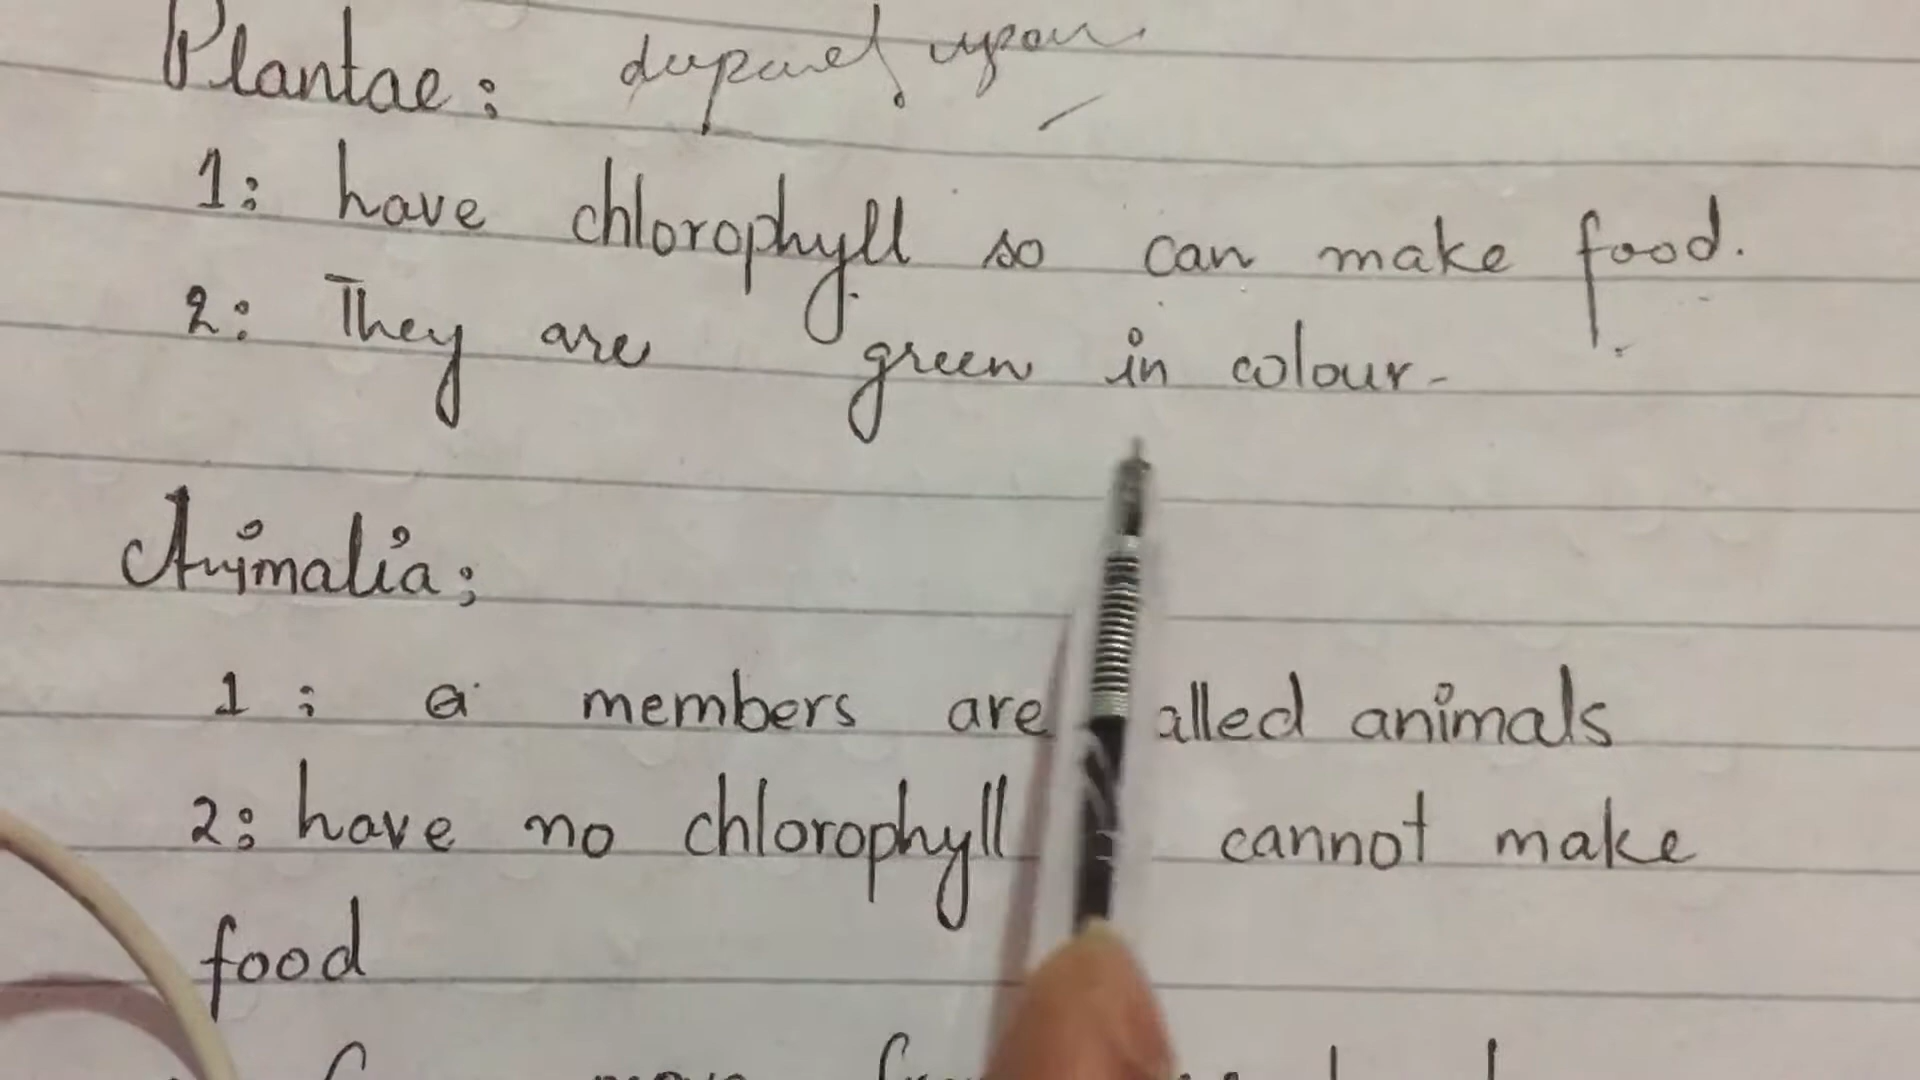 Plantae: depend upon
1: have chlorophyll so can make food.
2: They are green in colour.
Animalia;
1: members are alled animals
2: have no chlorophyll cannot make
food